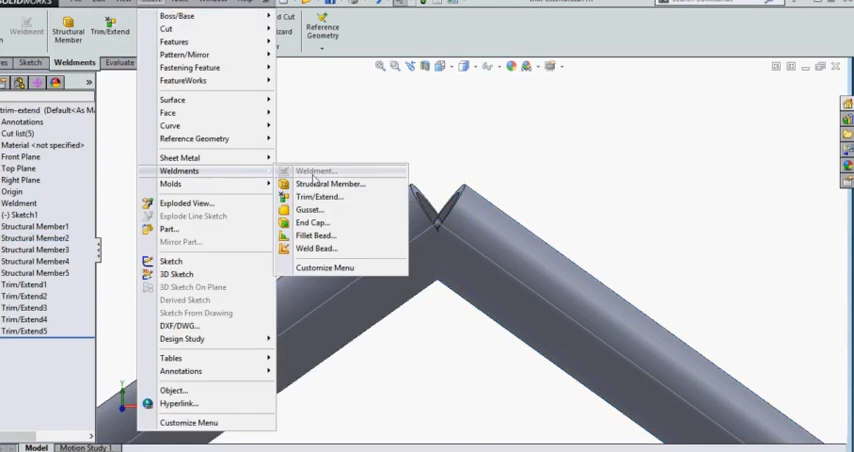 Weldment
Structural
Member
Trim/Extend
Reference
Geometry
Sketch
Weldments
Evaluate
trim-extend (Default<As Ma
Annotations
Cut list(5)
Material <not specified>
Front Plane
Top Plane
Right Plane
Origin
Weldment
(-) Sketch1
Structural Member1
Structural Member2
Structural Member3
Structural Member4
Structural Member5
Trim/Extend1
Trim/Extend2
Trim/Extend3
Trim/Extend4
Trim/Extend5
Boss/Base
Cut
Features
Pattern/Mirror
Fastening Feature
FeatureWorks
Surface
Face
Curve
Reference Geometry
Sheet Metal
Weldments
Molds
Exploded View...
Explode Line Sketch
Part...
Mirror Part...
Sketch
3D Sketch
3D Sketch On Plane
Derived Sketch
Sketch From Drawing
DXF/DWG...
Design Study
Tables
Annotations
Object...
Hyperlink...
Customize Menu
Weldment...
Structural Member...
Trim/Extend...
Gusset...
End Cap...
Fillet Bead...
Weld Bead...
Customize Menu
Y
Model
Motion Study 1